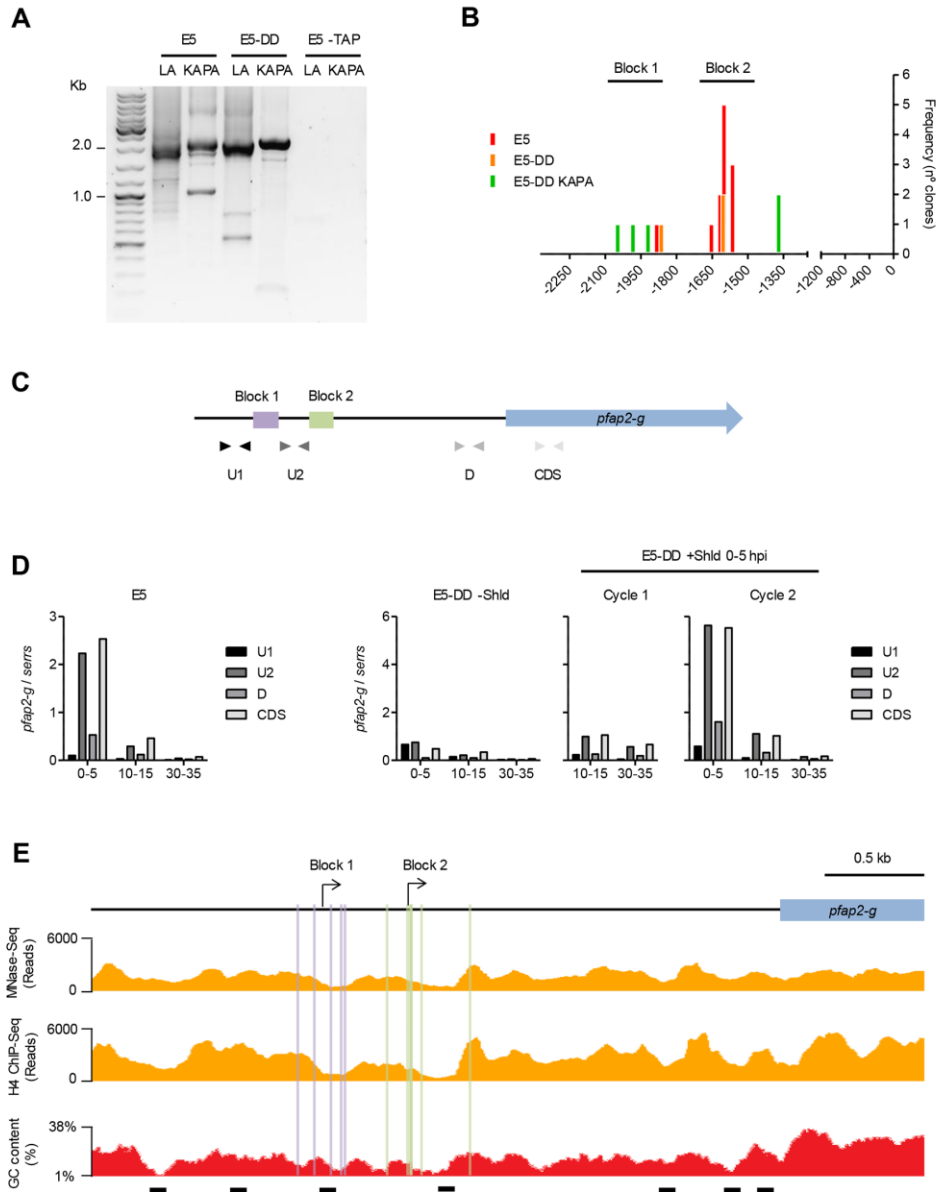 A
E5 E5-DD E5 -TAP
LA KAPA LA KAPA LA KAPA
Kb
2.0
1.0
B
Block 1 Block 2
E5
E5-DD
E5-DD KAPA
6
5
4
3
2
1
0
Frequency (nº clones)
-2250 -2100 -1950 -1800 -1650 -1500 -1350 -1200 -800 -400 0
C
Block 1 Block 2
pfap2-g
U1 U2 D CDS
D
E5-DD +Shld 0-5 hpi
E5 E5-DD -Shld Cycle 1 Cycle 2
pfap2-g / serrs
3
2
1
0
0-5 10-15 30-35
U1
U2
D
CDS
pfap2-g / serrs
6
4
2
0
0-5 10-15 30-35
10-15 30-35
6
4
2
0
0-5 10-15 30-35
U1
U2
D
CDS
E
Block 1 Block 2
0.5 kb
pfap2-g
MNase-Seq (Reads)
6000
0
H4 ChIP-Seq (Reads)
6000
0
GC content (%)
38%
1%